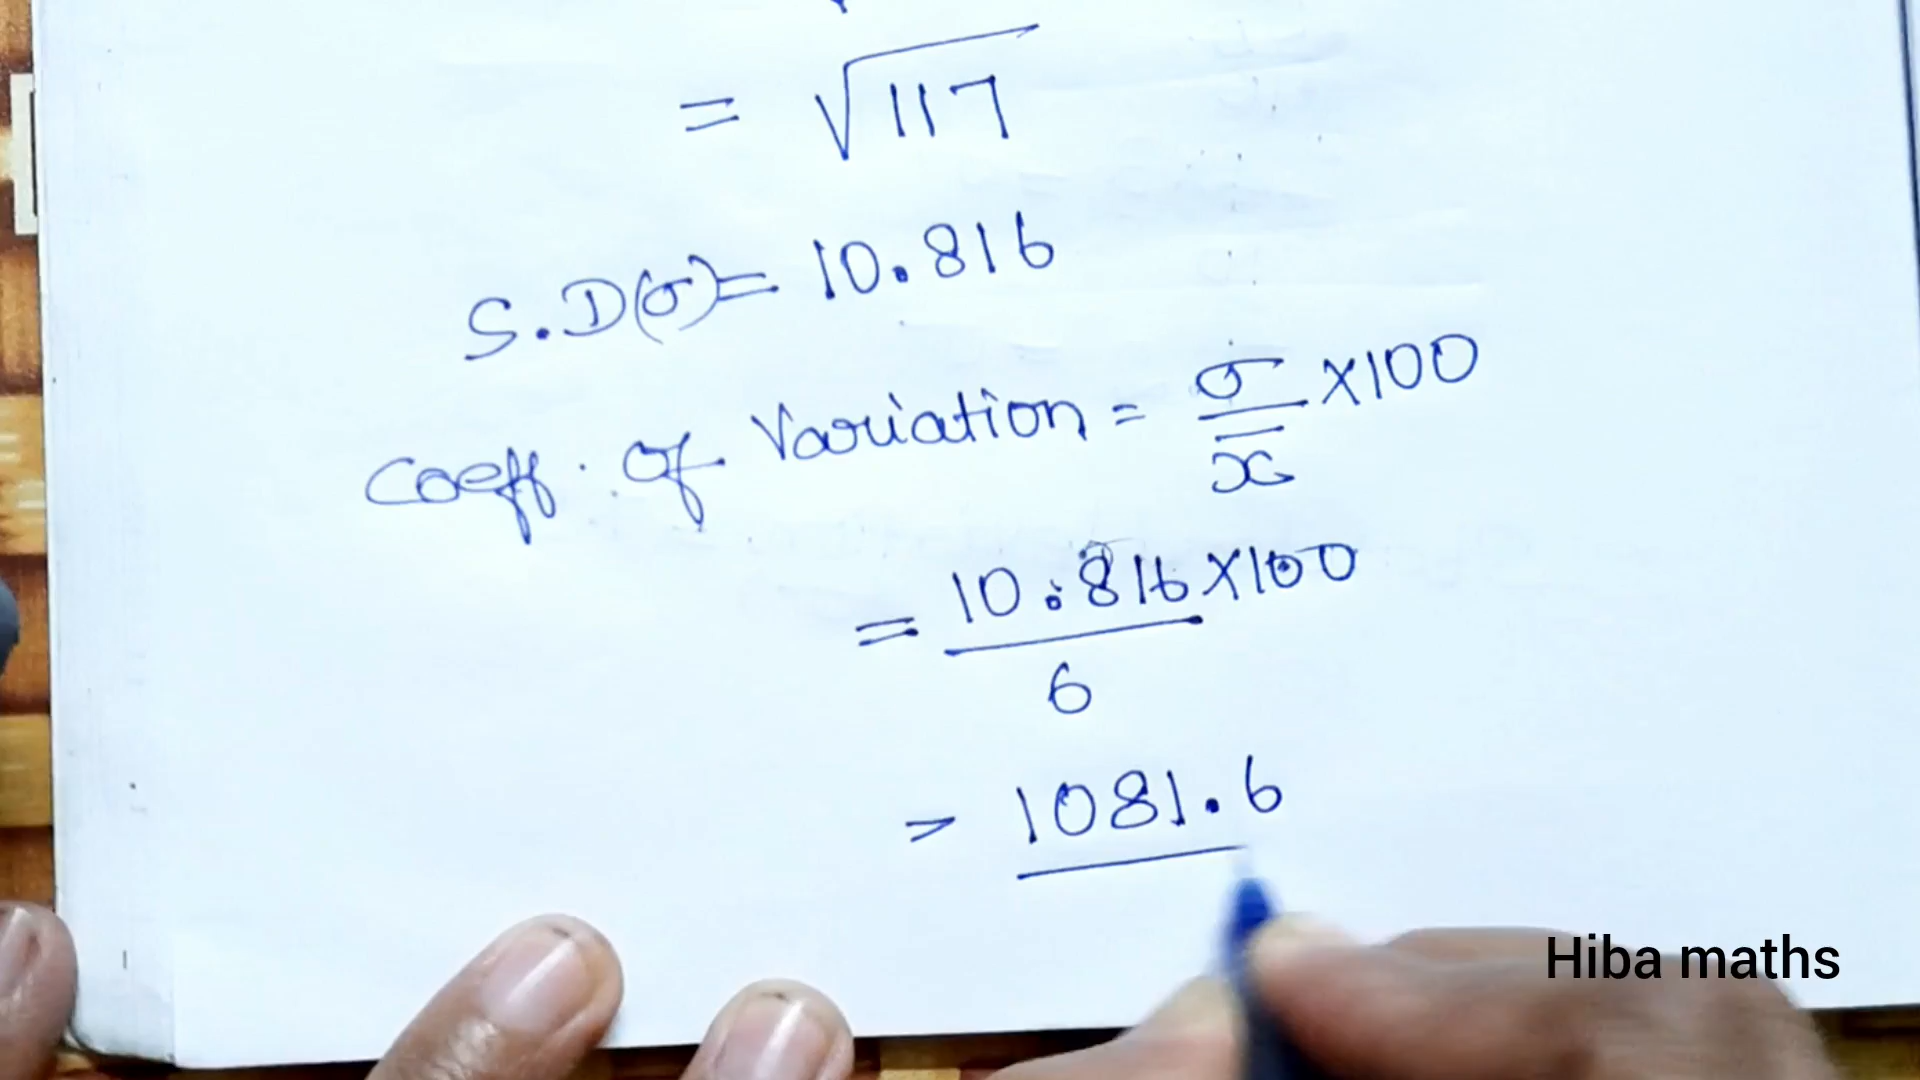 = √117
S.D(σ)= 10.816
Coeff. of Variation = σ/x̄ ×100
= 10.816×100
6
= 1081.6
Hiba maths